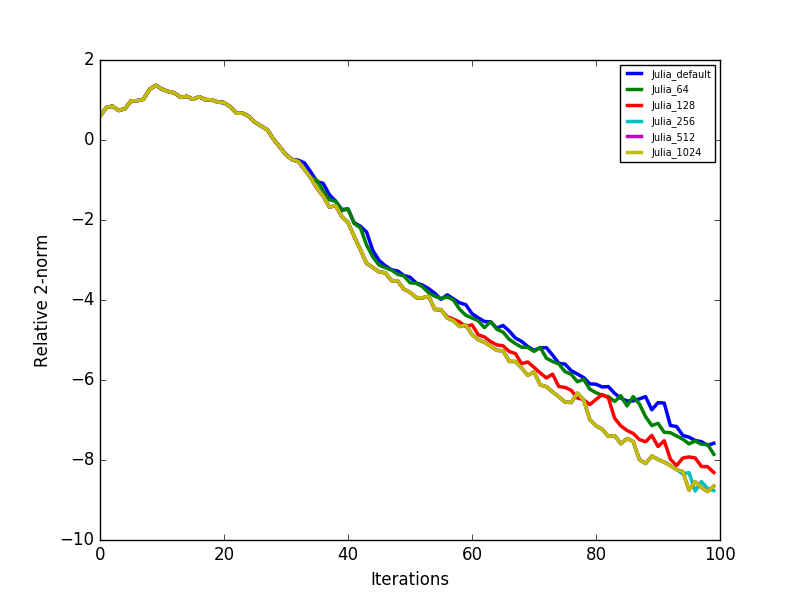 2
0
−2
−4
−6
−8
−10
0 20 40 60 80 100
Relative 2-norm
Iterations
Julia_default
Julia_64
Julia_128
Julia_256
Julia_512
Julia_1024